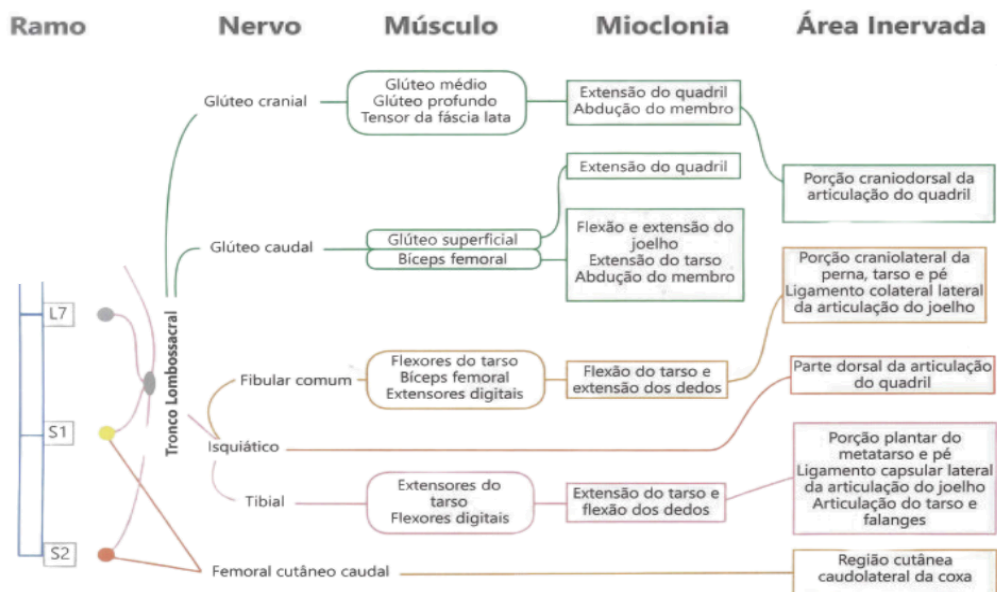 Ramo
Nervo
Músculo
Mioclonia
Área Inervada
Glúteo cranial
Glúteo médio
Glúteo profundo
Tensor da fáscia lata
Extensão do quadril
Abdução do membro
Porção craniodorsal da
articulação do quadril
Glúteo caudal
Glúteo superficial
Bíceps femoral
Extensão do quadril
Flexão e extensão do
joelho
Extensão do tarso
Abdução do membro
L7
S1
S2
Tronco Lombossacral
Fibular comum
Flexores do tarso
Bíceps femoral
Extensores digitais
Flexão do tarso e
extensão dos dedos
Porção craniolateral da
perna, tarso e pé
Ligamento colateral lateral
da articulação do joelho
Isquiático
Parte dorsal da articulação
do quadril
Tibial
Extensores do
tarso
Flexores digitais
Extensão do tarso e
flexão dos dedos
Porção plantar do
metatarso e pé
Ligamento capsular lateral
da articulação do joelho
Articulação do tarso e
falanges
Femoral cutâneo caudal
Região cutânea
caudolateral da coxa